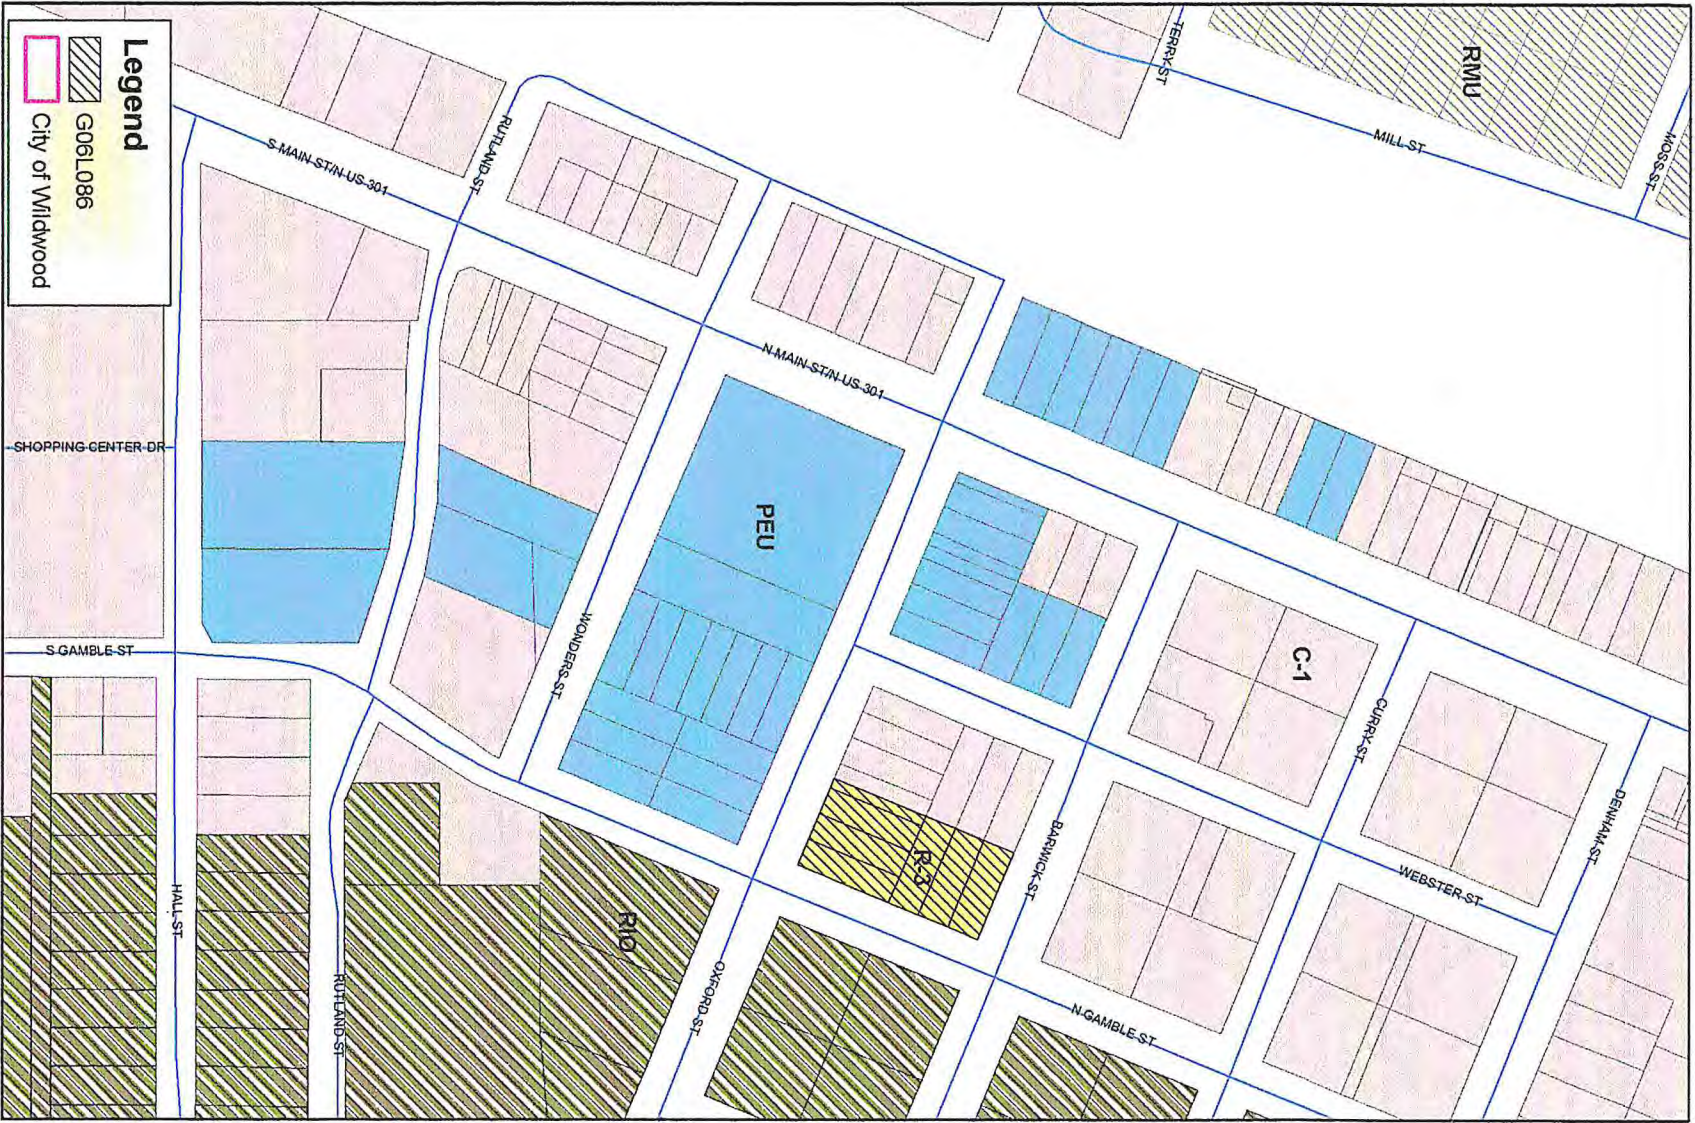 Legend
G06L086
City of Wildwood
TERRY ST
RMU
MILL ST
MOSS ST
S MAIN ST/N US 301
RUTLAND ST
N MAIN ST/N US 301
SHOPPING CENTER DR
PEU
C-1
S GAMBLE ST
WONDERS ST
CURRY ST
DENHAM ST
BARWICK ST
R-3
WEBSTER ST
HALL ST
RIO
RUTLAND ST
OXFORD ST
N GAMBLE ST